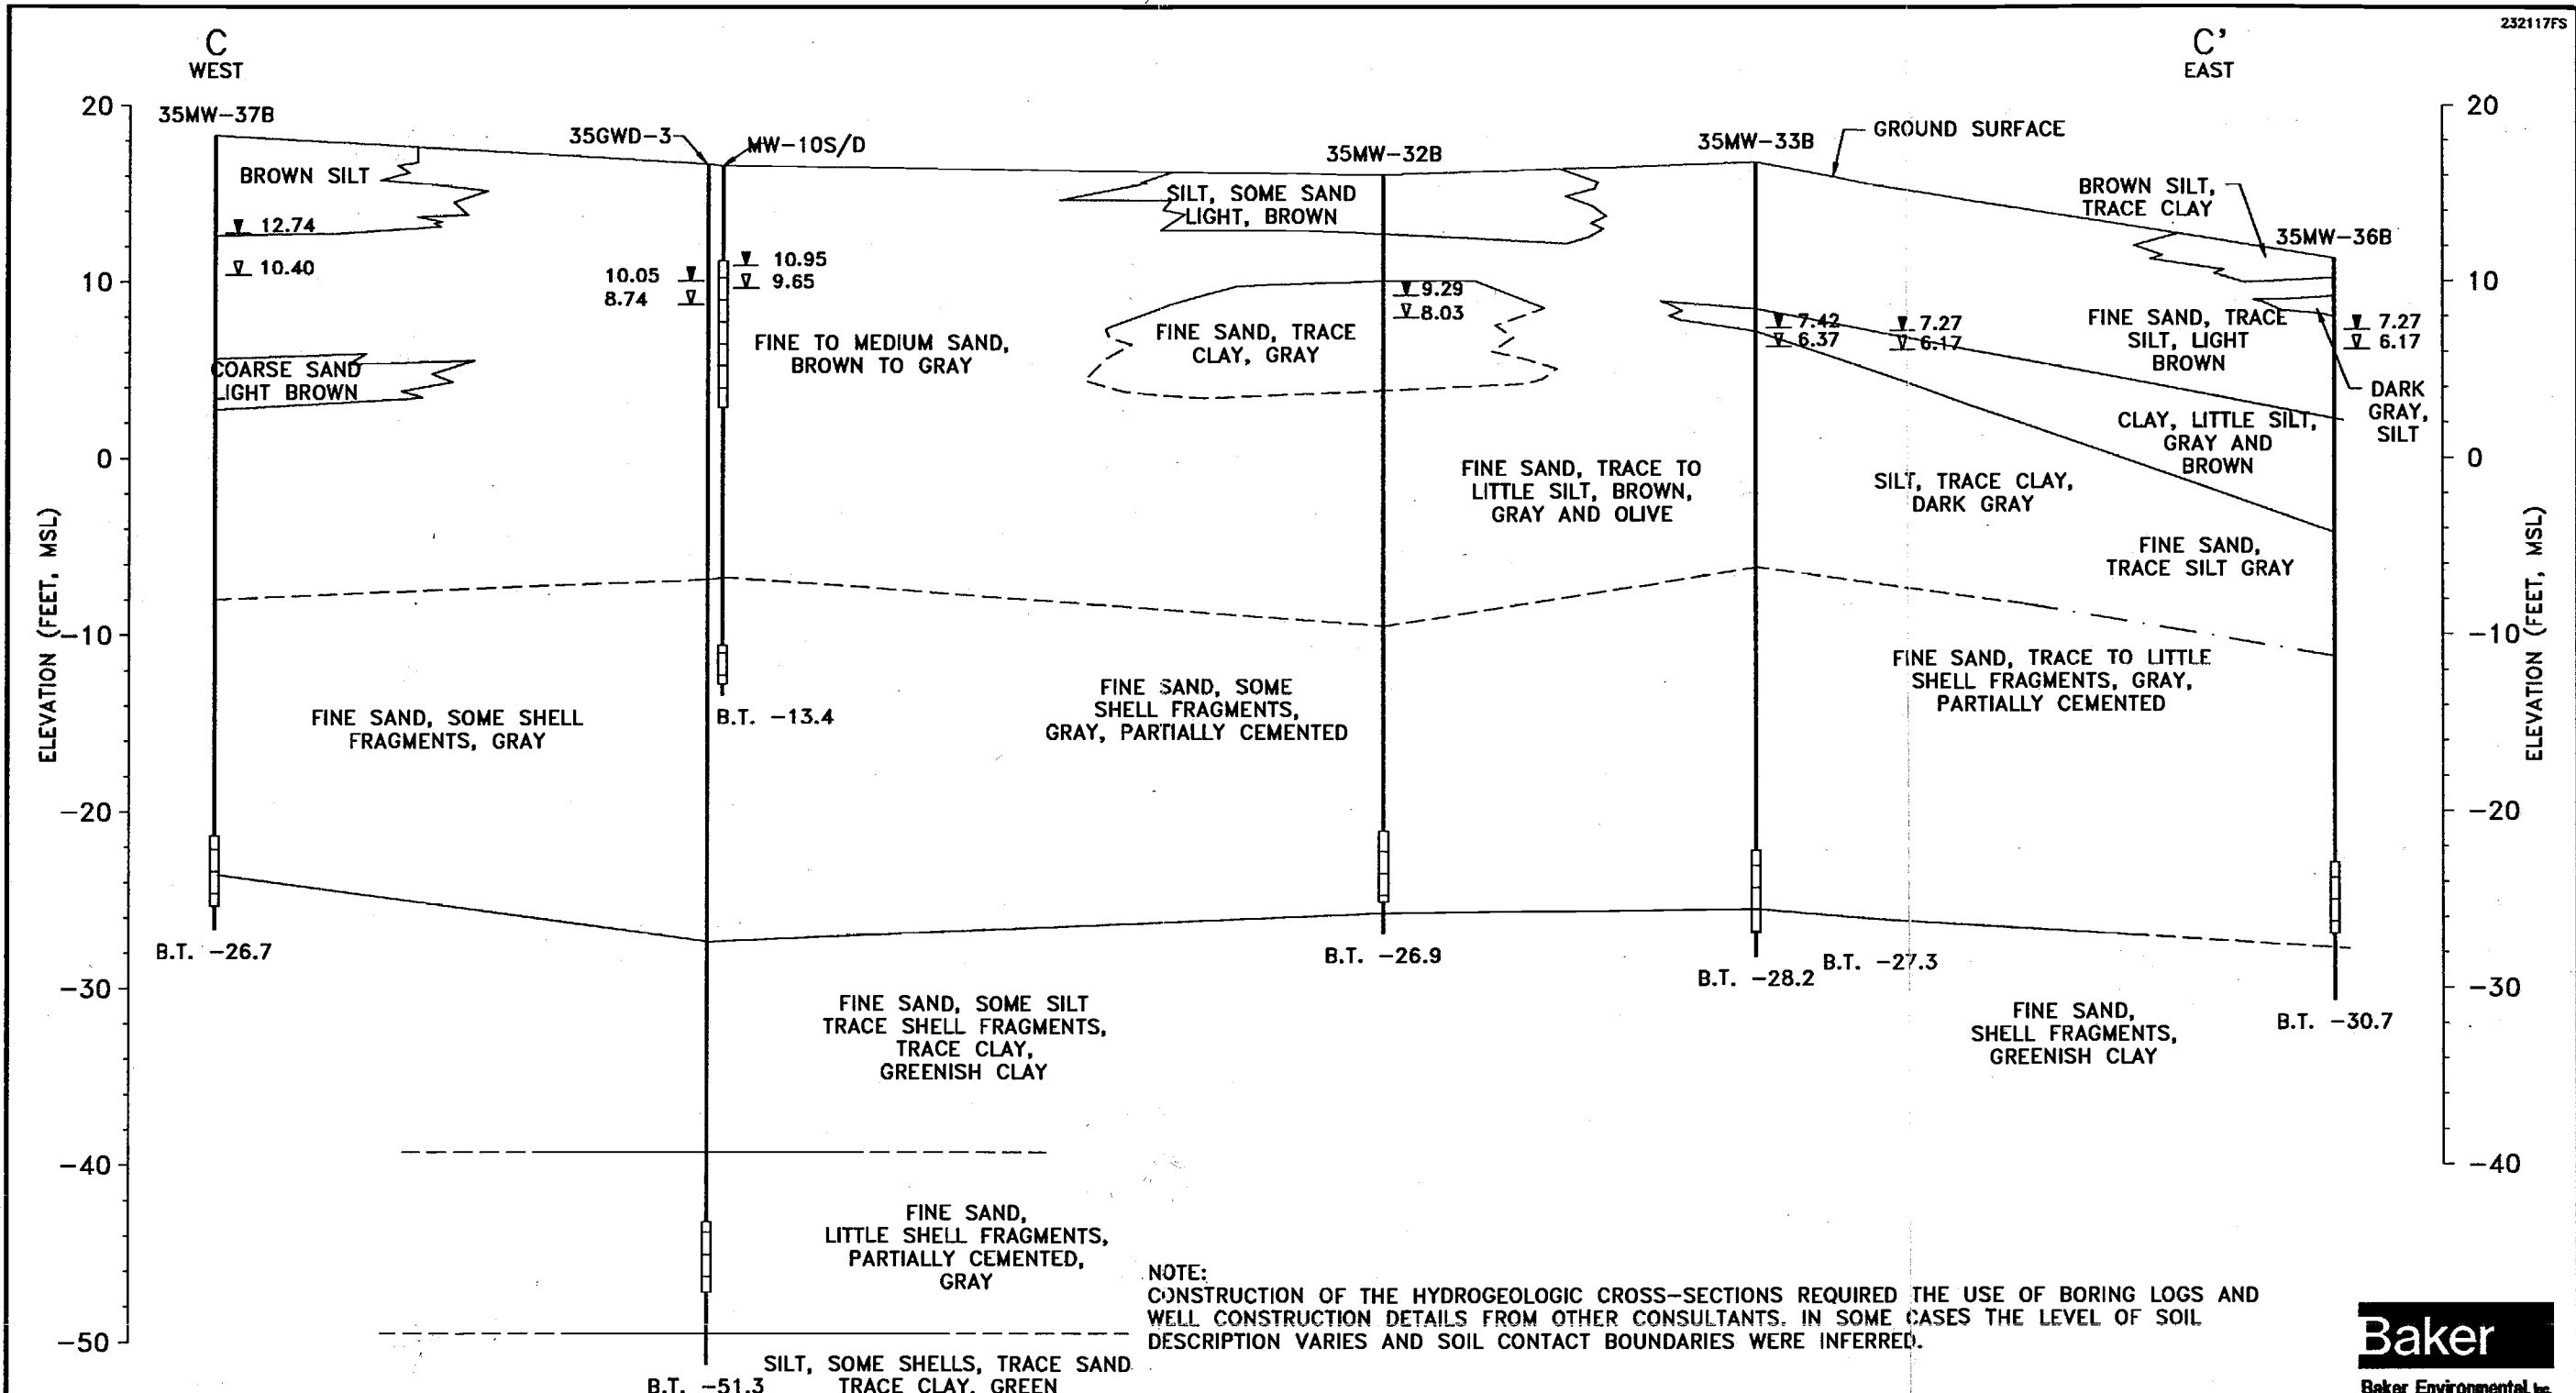 232117FS
C
WEST
C'
EAST
20
10
0
-10
-20
-30
-40
-50
ELEVATION (FEET, MSL)
35MW-37B
BROWN SILT
12.74
10.40
COARSE SAND
LIGHT BROWN
35GWD-3
MW-10S/D
10.05
8.74
10.95
9.65
FINE TO MEDIUM SAND,
BROWN TO GRAY
35MW-32B
SILT, SOME SAND
LIGHT, BROWN
FINE SAND, TRACE
CLAY, GRAY
9.29
8.03
35MW-33B
GROUND SURFACE
7.42
6.37
7.27
6.17
BROWN SILT,
TRACE CLAY
35MW-36B
FINE SAND, TRACE
SILT, LIGHT
BROWN
7.27
6.17
DARK
GRAY,
SILT
CLAY, LITTLE SILT,
GRAY AND
BROWN
FINE SAND, TRACE TO
LITTLE SILT, BROWN,
GRAY AND OLIVE
SILT, TRACE CLAY,
DARK GRAY
FINE SAND,
TRACE SILT GRAY
FINE SAND, SOME SHELL
FRAGMENTS, GRAY
B.T. -13.4
FINE SAND, SOME
SHELL FRAGMENTS,
GRAY, PARTIALLY CEMENTED
FINE SAND, TRACE TO LITTLE
SHELL FRAGMENTS, GRAY,
PARTIALLY CEMENTED
B.T. -26.7
B.T. -26.9
B.T. -28.2
B.T. -27.3
B.T. -30.7
FINE SAND, SOME SILT
TRACE SHELL FRAGMENTS,
TRACE CLAY,
GREENISH CLAY
FINE SAND,
SHELL FRAGMENTS,
GREENISH CLAY
FINE SAND,
LITTLE SHELL FRAGMENTS,
PARTIALLY CEMENTED,
GRAY
SILT, SOME SHELLS, TRACE SAND
TRACE CLAY, GREEN
B.T. -51.3
20
10
0
-10
-20
-30
-40
ELEVATION (FEET, MSL)
NOTE:
CONSTRUCTION OF THE HYDROGEOLOGIC CROSS-SECTIONS REQUIRED THE USE OF BORING LOGS AND
WELL CONSTRUCTION DETAILS FROM OTHER CONSULTANTS. IN SOME CASES THE LEVEL OF SOIL
DESCRIPTION VARIES AND SOIL CONTACT BOUNDARIES WERE INFERRED.
Baker
Baker Environmental, Inc.